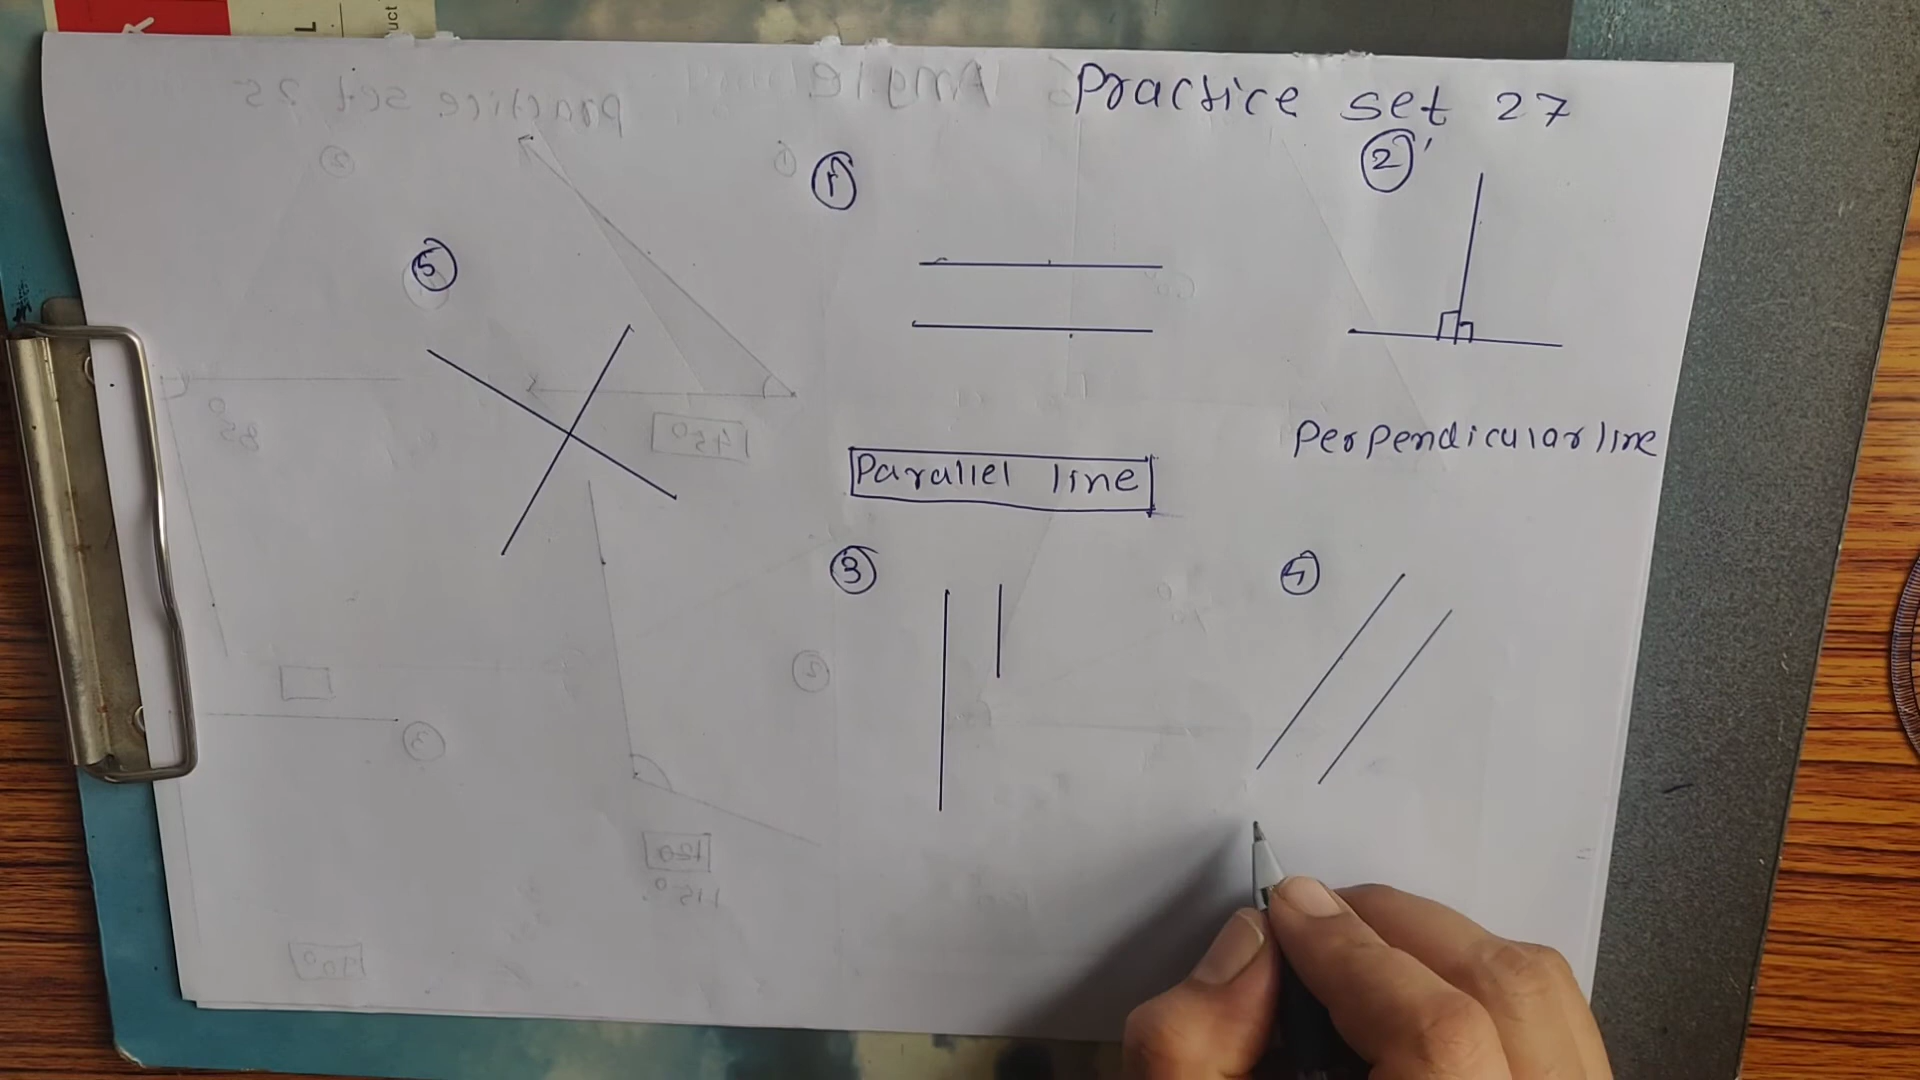 Practice set 27
1
2
5
Perpendicular line
Parallel line
3
4